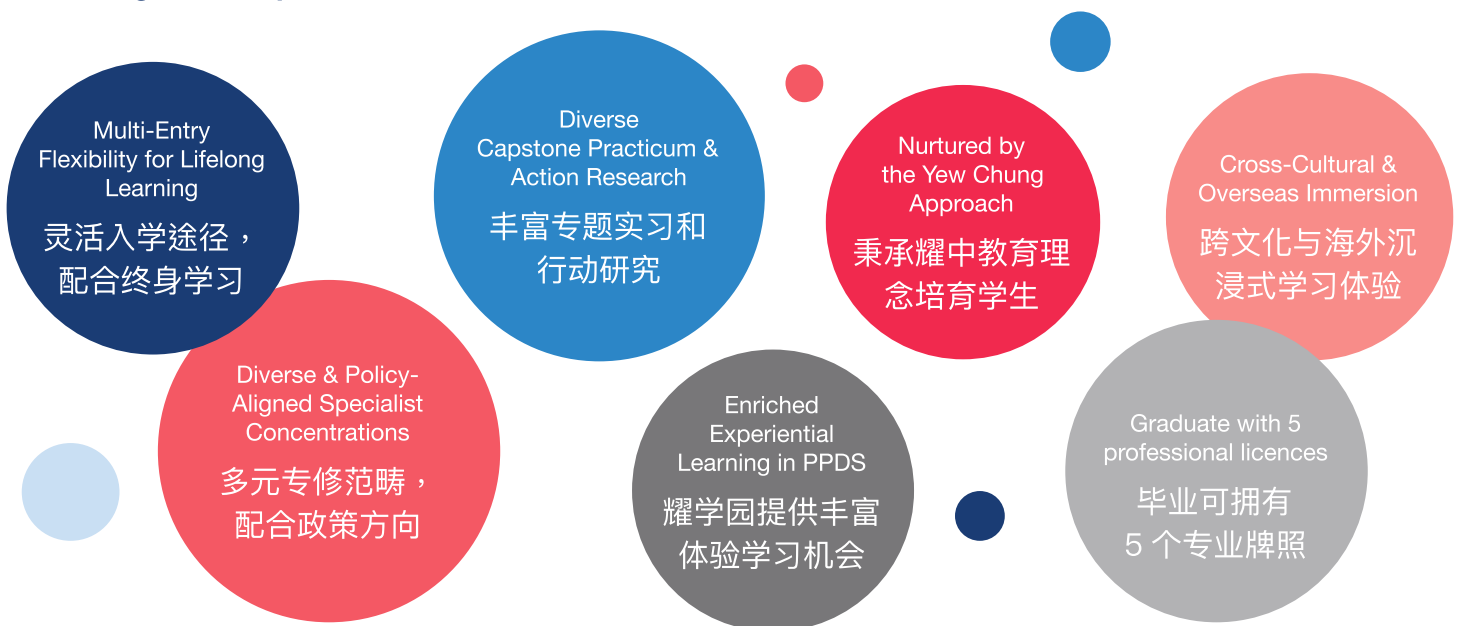 Multi-Entry
Flexibility for Lifelong
Learning
灵活入学途径，
配合终身学习
Diverse
Capstone Practicum &
Action Research
丰富专题实习和
行动研究
Nurtured by
the Yew Chung
Approach
秉承耀中教育理
念培育学生
Cross-Cultural &
Overseas Immersion
跨文化与海外沉
浸式学习体验
Diverse & Policy-
Aligned Specialist
Concentrations
多元专修范畴，
配合政策方向
Enriched
Experiential
Learning in PPDS
耀学园提供丰富
体验学习机会
Graduate with 5
professional licences
毕业可拥有
5 个专业牌照